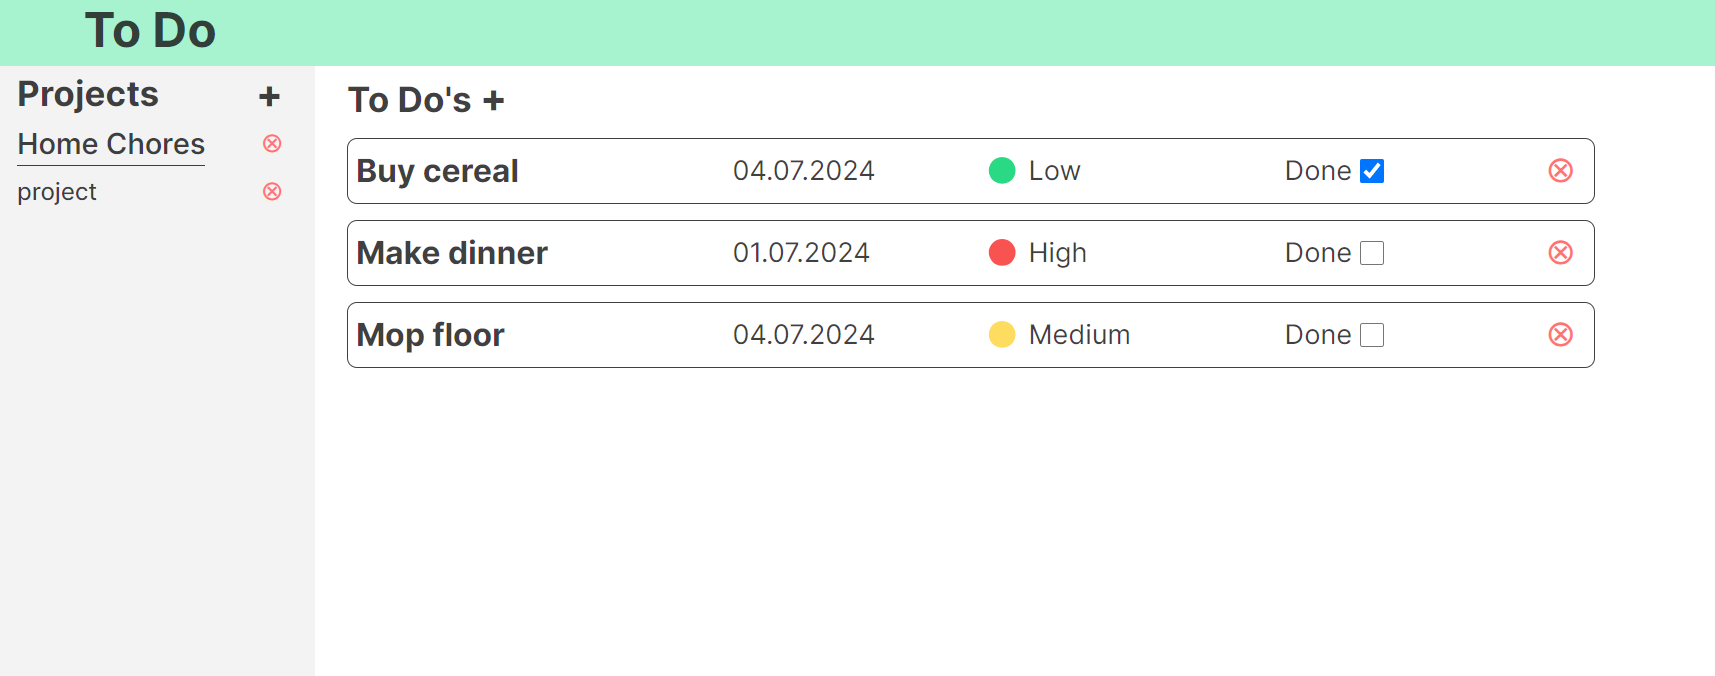 To Do
Projects +
Home Chores
project
To Do's +
Buy cereal 04.07.2024 Low Done
Make dinner 01.07.2024 High Done
Mop floor 04.07.2024 Medium Done